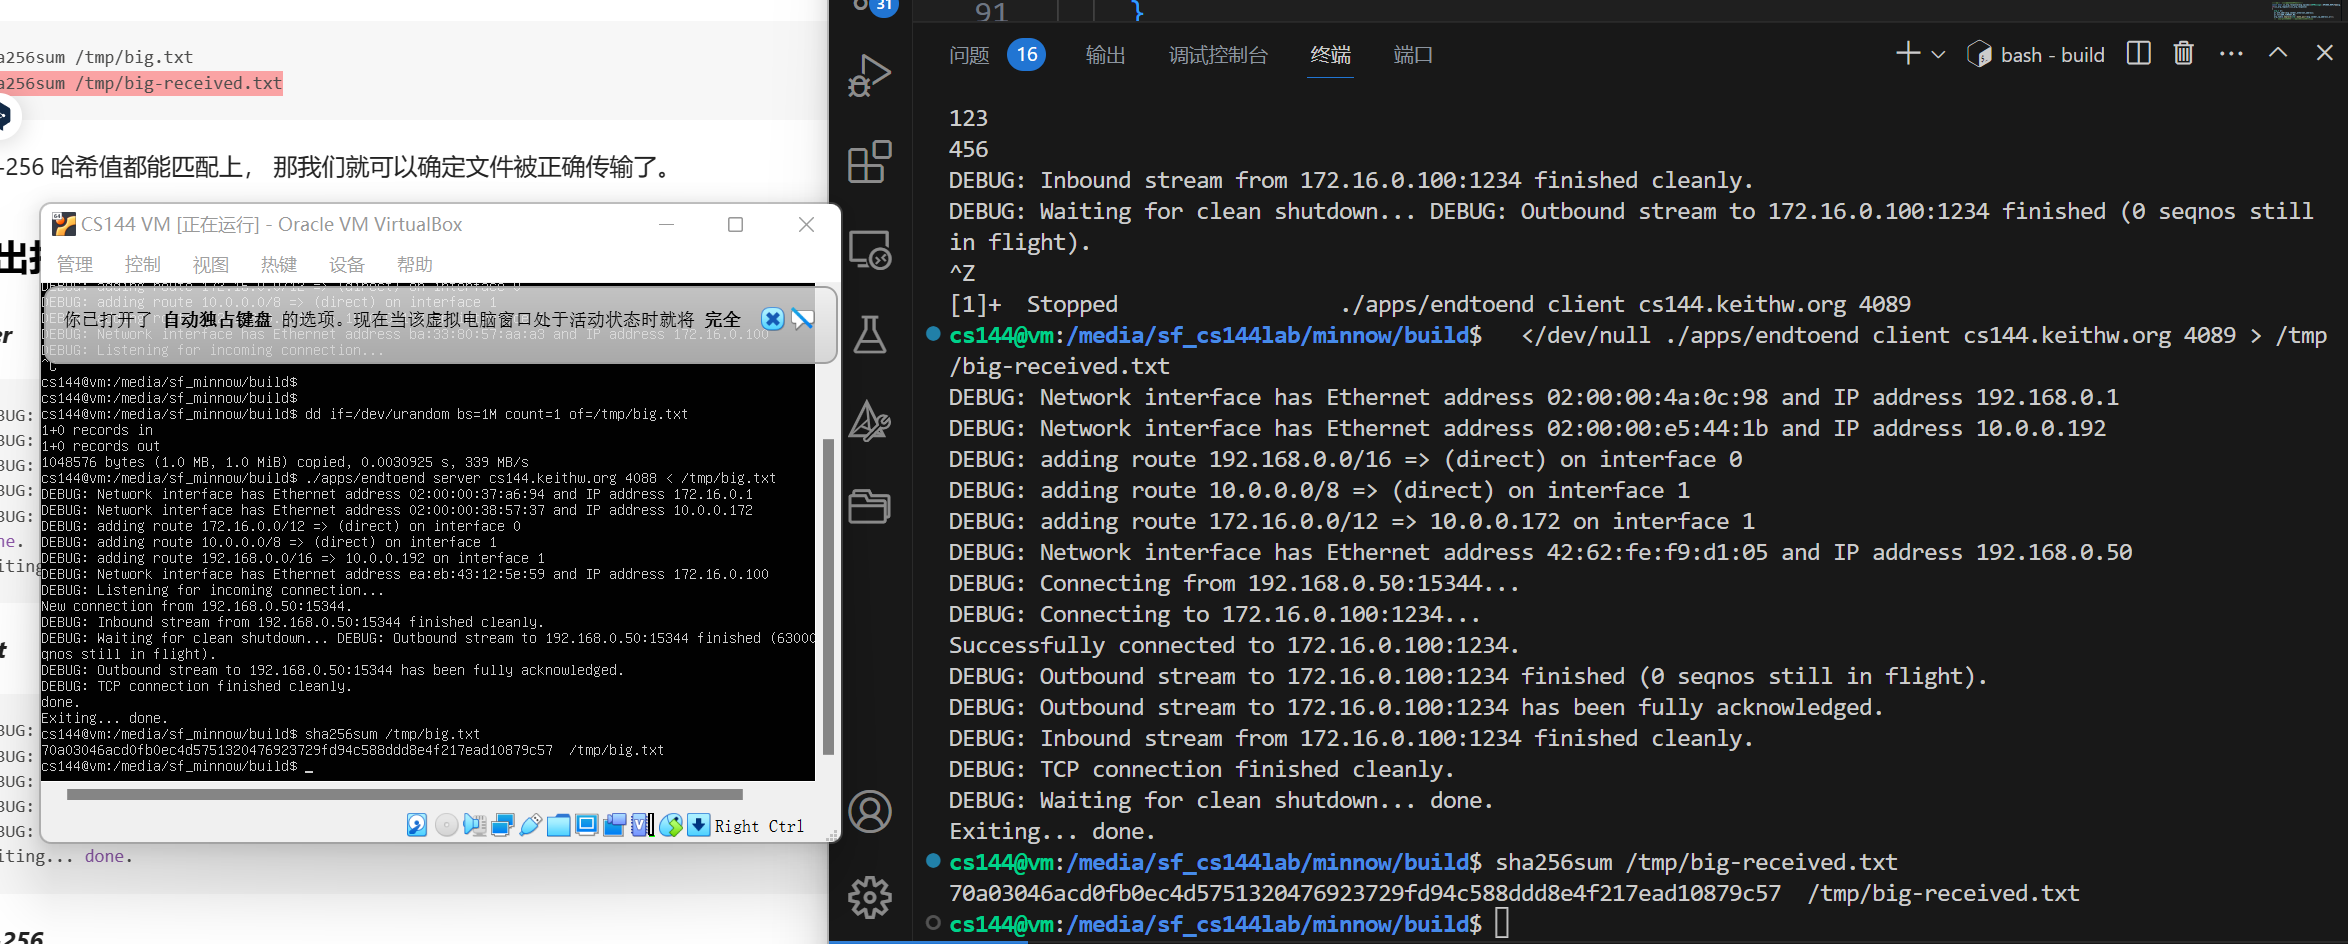 a256sum /tmp/big.txt
a256sum /tmp/big-received.txt
-256 哈希值都能匹配上， 那我们就可以确定文件被正确传输了。
CS144 VM [正在运行] - Oracle VM VirtualBox
管理 控制 视图 热键 设备 帮助
DEBUG: adding route 10.0.0.0/8 => (direct) on interface 1
你已打开了 自动独占键盘 的选项。现在当该虚拟电脑窗口处于活动状态时就将 完全
DEBUG: Network interface has Ethernet address ba:33:80:57:aa:a3 and IP address 172.16.0.100
DEBUG: Listening for incoming connection...
^C
cs144@vm:/media/sf_minnow/build$
cs144@vm:/media/sf_minnow/build$
cs144@vm:/media/sf_minnow/build$ dd if=/dev/urandom bs=1M count=1 of=/tmp/big.txt
1+0 records in
1+0 records out
1048576 bytes (1.0 MB, 1.0 MiB) copied, 0.0030925 s, 339 MB/s
cs144@vm:/media/sf_minnow/build$ ./apps/endtoend server cs144.keithw.org 4088 < /tmp/big.txt
DEBUG: Network interface has Ethernet address 02:00:00:37:a6:94 and IP address 172.16.0.1
DEBUG: Network interface has Ethernet address 02:00:00:38:57:37 and IP address 10.0.0.172
DEBUG: adding route 172.16.0.0/12 => (direct) on interface 0
DEBUG: adding route 10.0.0.0/8 => (direct) on interface 1
DEBUG: adding route 192.168.0.0/16 => 10.0.0.192 on interface 1
DEBUG: Network interface has Ethernet address ea:eb:43:12:5e:59 and IP address 172.16.0.100
DEBUG: Listening for incoming connection...
New connection from 192.168.0.50:15344.
DEBUG: Inbound stream from 192.168.0.50:15344 finished cleanly.
DEBUG: Waiting for clean shutdown... DEBUG: Outbound stream to 192.168.0.50:15344 finished (63000
qnos still in flight).
DEBUG: Outbound stream to 192.168.0.50:15344 has been fully acknowledged.
DEBUG: TCP connection finished cleanly.
done.
Exiting... done.
cs144@vm:/media/sf_minnow/build$ sha256sum /tmp/big.txt
70a03046acd0fb0ec4d5751320476923729fd94c588ddd8e4f217ead10879c57  /tmp/big.txt
cs144@vm:/media/sf_minnow/build$ _
Right Ctrl
出
er
BUG:
BUG:
BUG:
BUG:
BUG:
ne.
iting
t
BUG:
BUG:
BUG:
BUG:
BUG:
iting... done.
-256
31
91 }
问题 16 输出 调试控制台 终端 端口
bash - build
123
456
DEBUG: Inbound stream from 172.16.0.100:1234 finished cleanly.
DEBUG: Waiting for clean shutdown... DEBUG: Outbound stream to 172.16.0.100:1234 finished (0 seqnos still
in flight).
^Z
[1]+  Stopped                 ./apps/endtoend client cs144.keithw.org 4089
cs144@vm:/media/sf_cs144lab/minnow/build$   </dev/null ./apps/endtoend client cs144.keithw.org 4089 > /tmp
/big-received.txt
DEBUG: Network interface has Ethernet address 02:00:00:4a:0c:98 and IP address 192.168.0.1
DEBUG: Network interface has Ethernet address 02:00:00:e5:44:1b and IP address 10.0.0.192
DEBUG: adding route 192.168.0.0/16 => (direct) on interface 0
DEBUG: adding route 10.0.0.0/8 => (direct) on interface 1
DEBUG: adding route 172.16.0.0/12 => 10.0.0.172 on interface 1
DEBUG: Network interface has Ethernet address 42:62:fe:f9:d1:05 and IP address 192.168.0.50
DEBUG: Connecting from 192.168.0.50:15344...
DEBUG: Connecting to 172.16.0.100:1234...
Successfully connected to 172.16.0.100:1234.
DEBUG: Outbound stream to 172.16.0.100:1234 finished (0 seqnos still in flight).
DEBUG: Outbound stream to 172.16.0.100:1234 has been fully acknowledged.
DEBUG: Inbound stream from 172.16.0.100:1234 finished cleanly.
DEBUG: TCP connection finished cleanly.
DEBUG: Waiting for clean shutdown... done.
Exiting... done.
cs144@vm:/media/sf_cs144lab/minnow/build$ sha256sum /tmp/big-received.txt
70a03046acd0fb0ec4d5751320476923729fd94c588ddd8e4f217ead10879c57  /tmp/big-received.txt
cs144@vm:/media/sf_cs144lab/minnow/build$